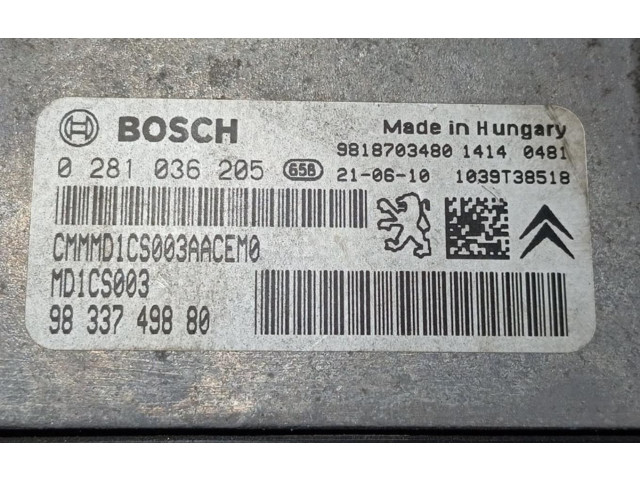 BOSCH
Made in Hungary
0 281 036 205 658
9818703480 1414 0481
21-06-10 1039T38518
CMMMD1CS003AACEM0
MD1CS003
98 337 498 80